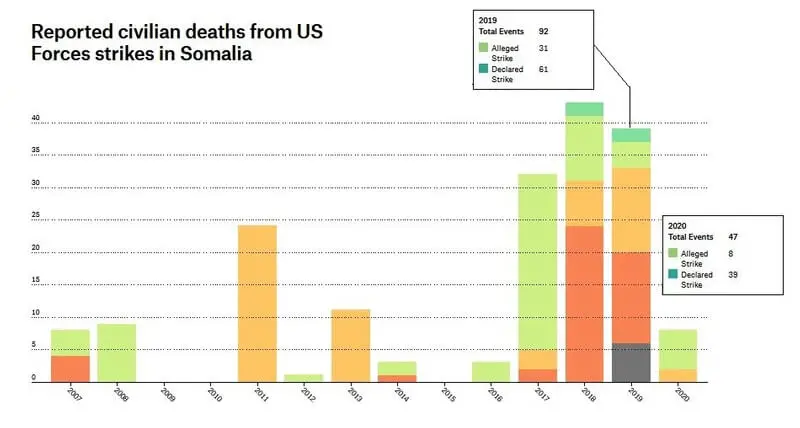 Reported civilian deaths from US
Forces strikes in Somalia
2019
Total Events 92
Alleged 31
Strike
Declared 61
Strike
40
35
30
25
20
15
10
5
0
2020
Total Events 47
Alleged 8
Strike
Declared 39
Strike
2007
2008
2009
2010
2011
2012
2013
2014
2015
2016
2017
2018
2019
2020